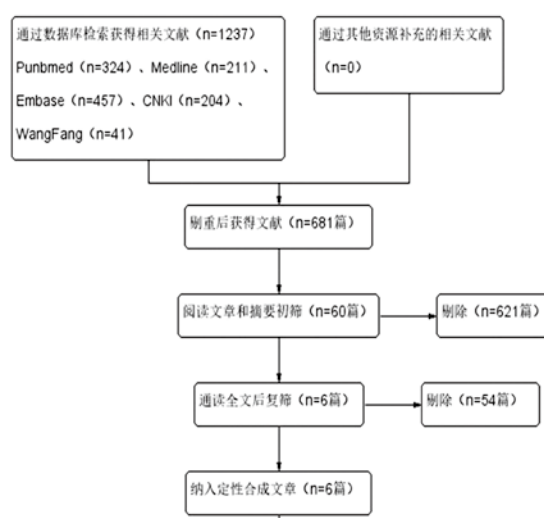 通过数据库检索获得相关文献（n=1237）
Punbmed（n=324）、Medline（n=211）、
Embase（n=457）、CNKI（n=204）、
WangFang（n=41）
通过其他资源补充的相关文献
（n=0）
剔重后获得文献（n=681篇）
阅读文章和摘要初筛（n=60篇）
剔除（n=621篇）
通读全文后复筛（n=6篇）
剔除（n=54篇）
纳入定性合成文章（n=6篇）